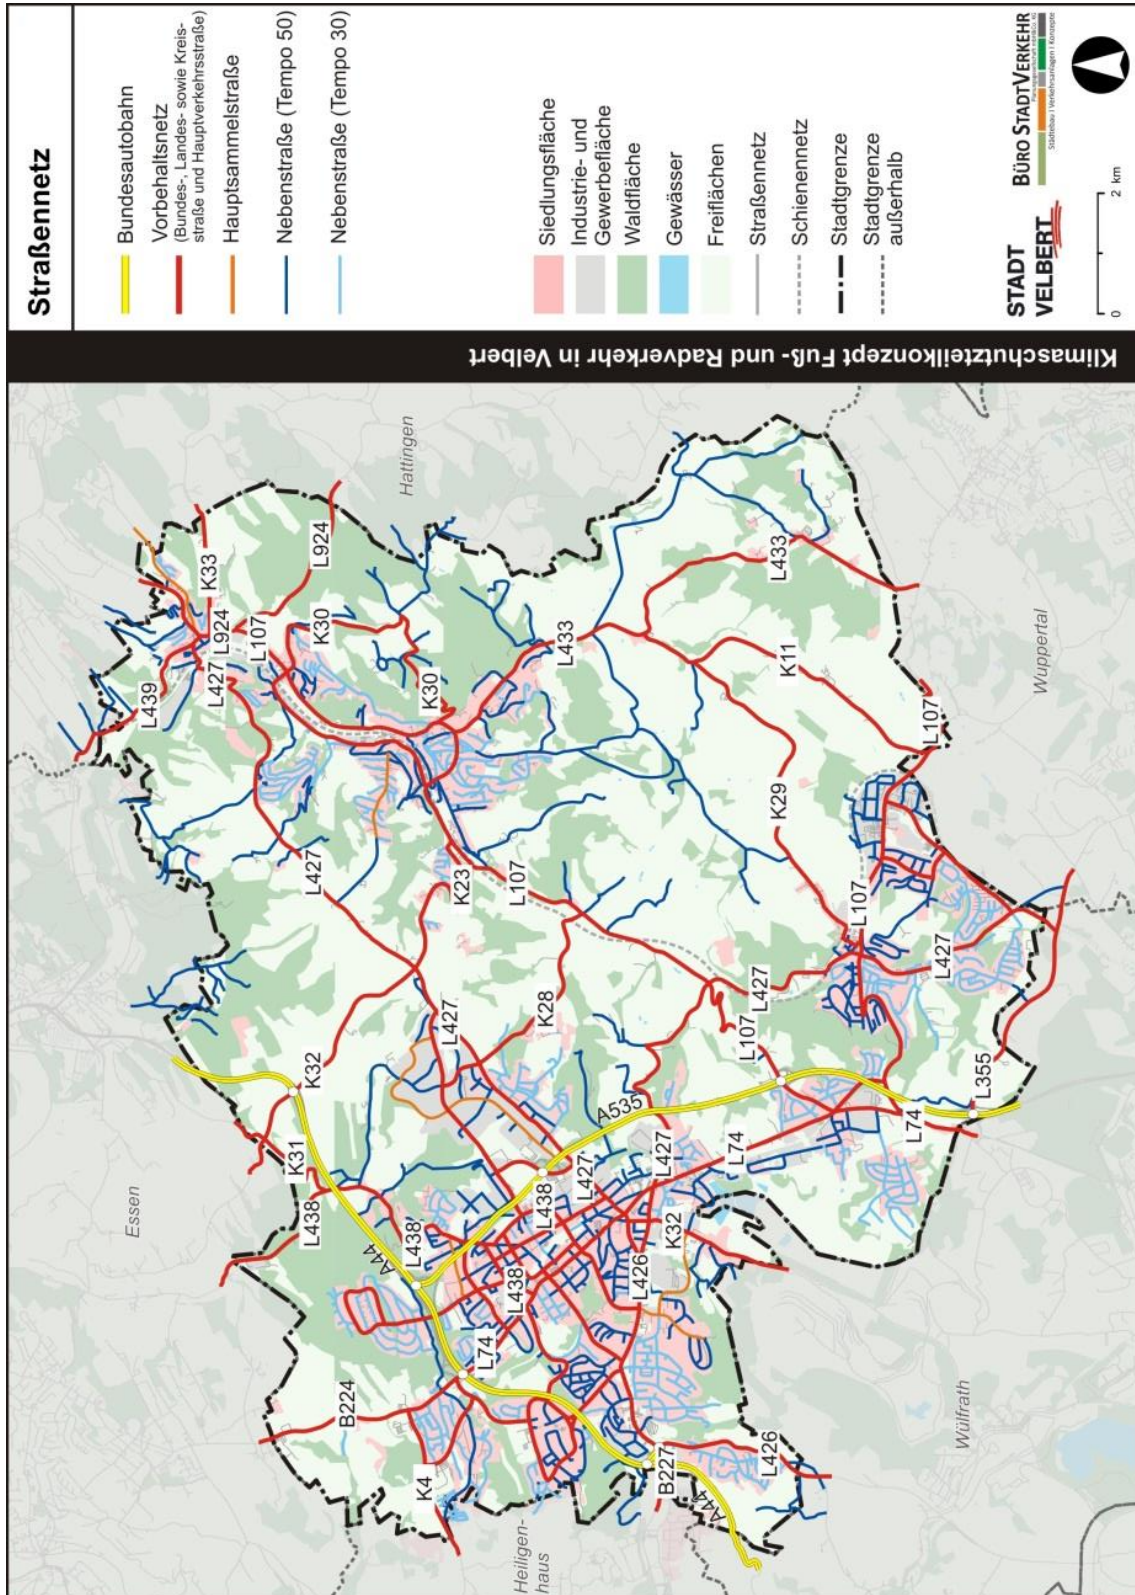 Straßennetz
Bundesautobahn
Vorbehaltsnetz
(Bundes-, Landes- sowie Kreis-
straße und Hauptverkehrsstraße)
Hauptsammelstraße
Nebenstraße (Tempo 50)
Nebenstraße (Tempo 30)
Siedlungsfläche
Industrie- und
Gewerbefläche
Waldfläche
Gewässer
Freiflächen
Straßennetz
Schienennetz
Stadtgrenze
Stadtgrenze
außerhalb
STADT
VELBERT
BÜRO STADTVERKEHR
Städtebau I Verkehrsanlagen I Konzepte
0
2 km
Klimaschutzteilkonzept Fuß- und Radverkehr in Velbert
Hattingen
Essen
Wuppertal
Wülfrath
Heiligen-
haus
K33
L924
L924
L107
K30
L439
L427
K30
L433
L433
K11
L107
K29
L427
K23
L107
L107
L427
L427
K28
L427
L107
K32
A535
L355
L74
K31
L438
L427
L427
L74
L438
L438
K32
A44
L426
L438
L74
B224
K4
B227
L426
A44